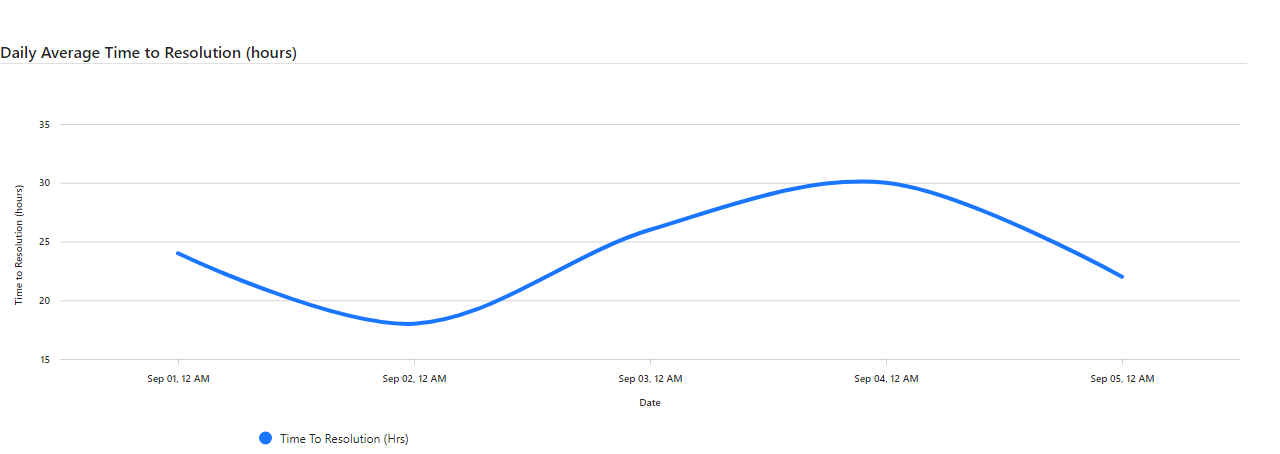 Daily Average Time to Resolution (hours)
35
30
25
20
15
Time to Resolution (hours)
Sep 01, 12 AM
Sep 02, 12 AM
Sep 03, 12 AM
Sep 04, 12 AM
Sep 05, 12 AM
Date
Time To Resolution (Hrs)